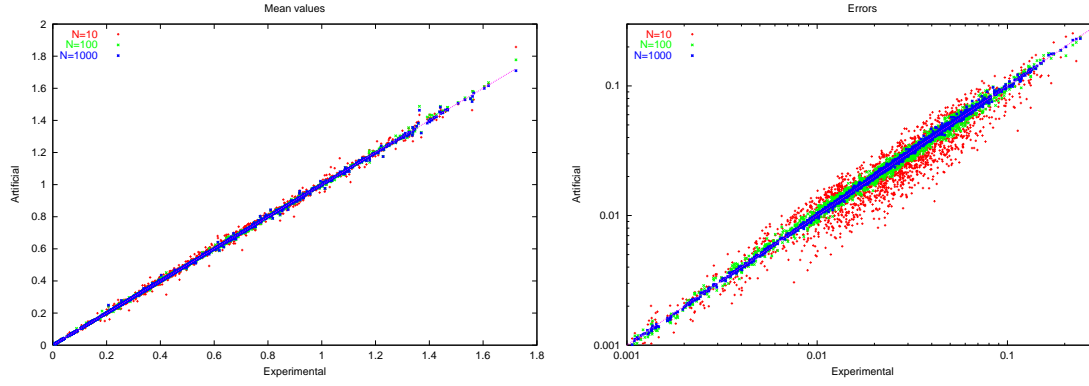 Mean values
2
1.8
1.6
1.4
1.2
1
0.8
0.6
0.4
0.2
0
Artificial
N=10
N=100
N=1000
0 0.2 0.4 0.6 0.8 1 1.2 1.4 1.6 1.8
Experimental
Errors
0.1
0.01
0.001
Artificial
N=10
N=100
N=1000
0.001 0.01 0.1
Experimental